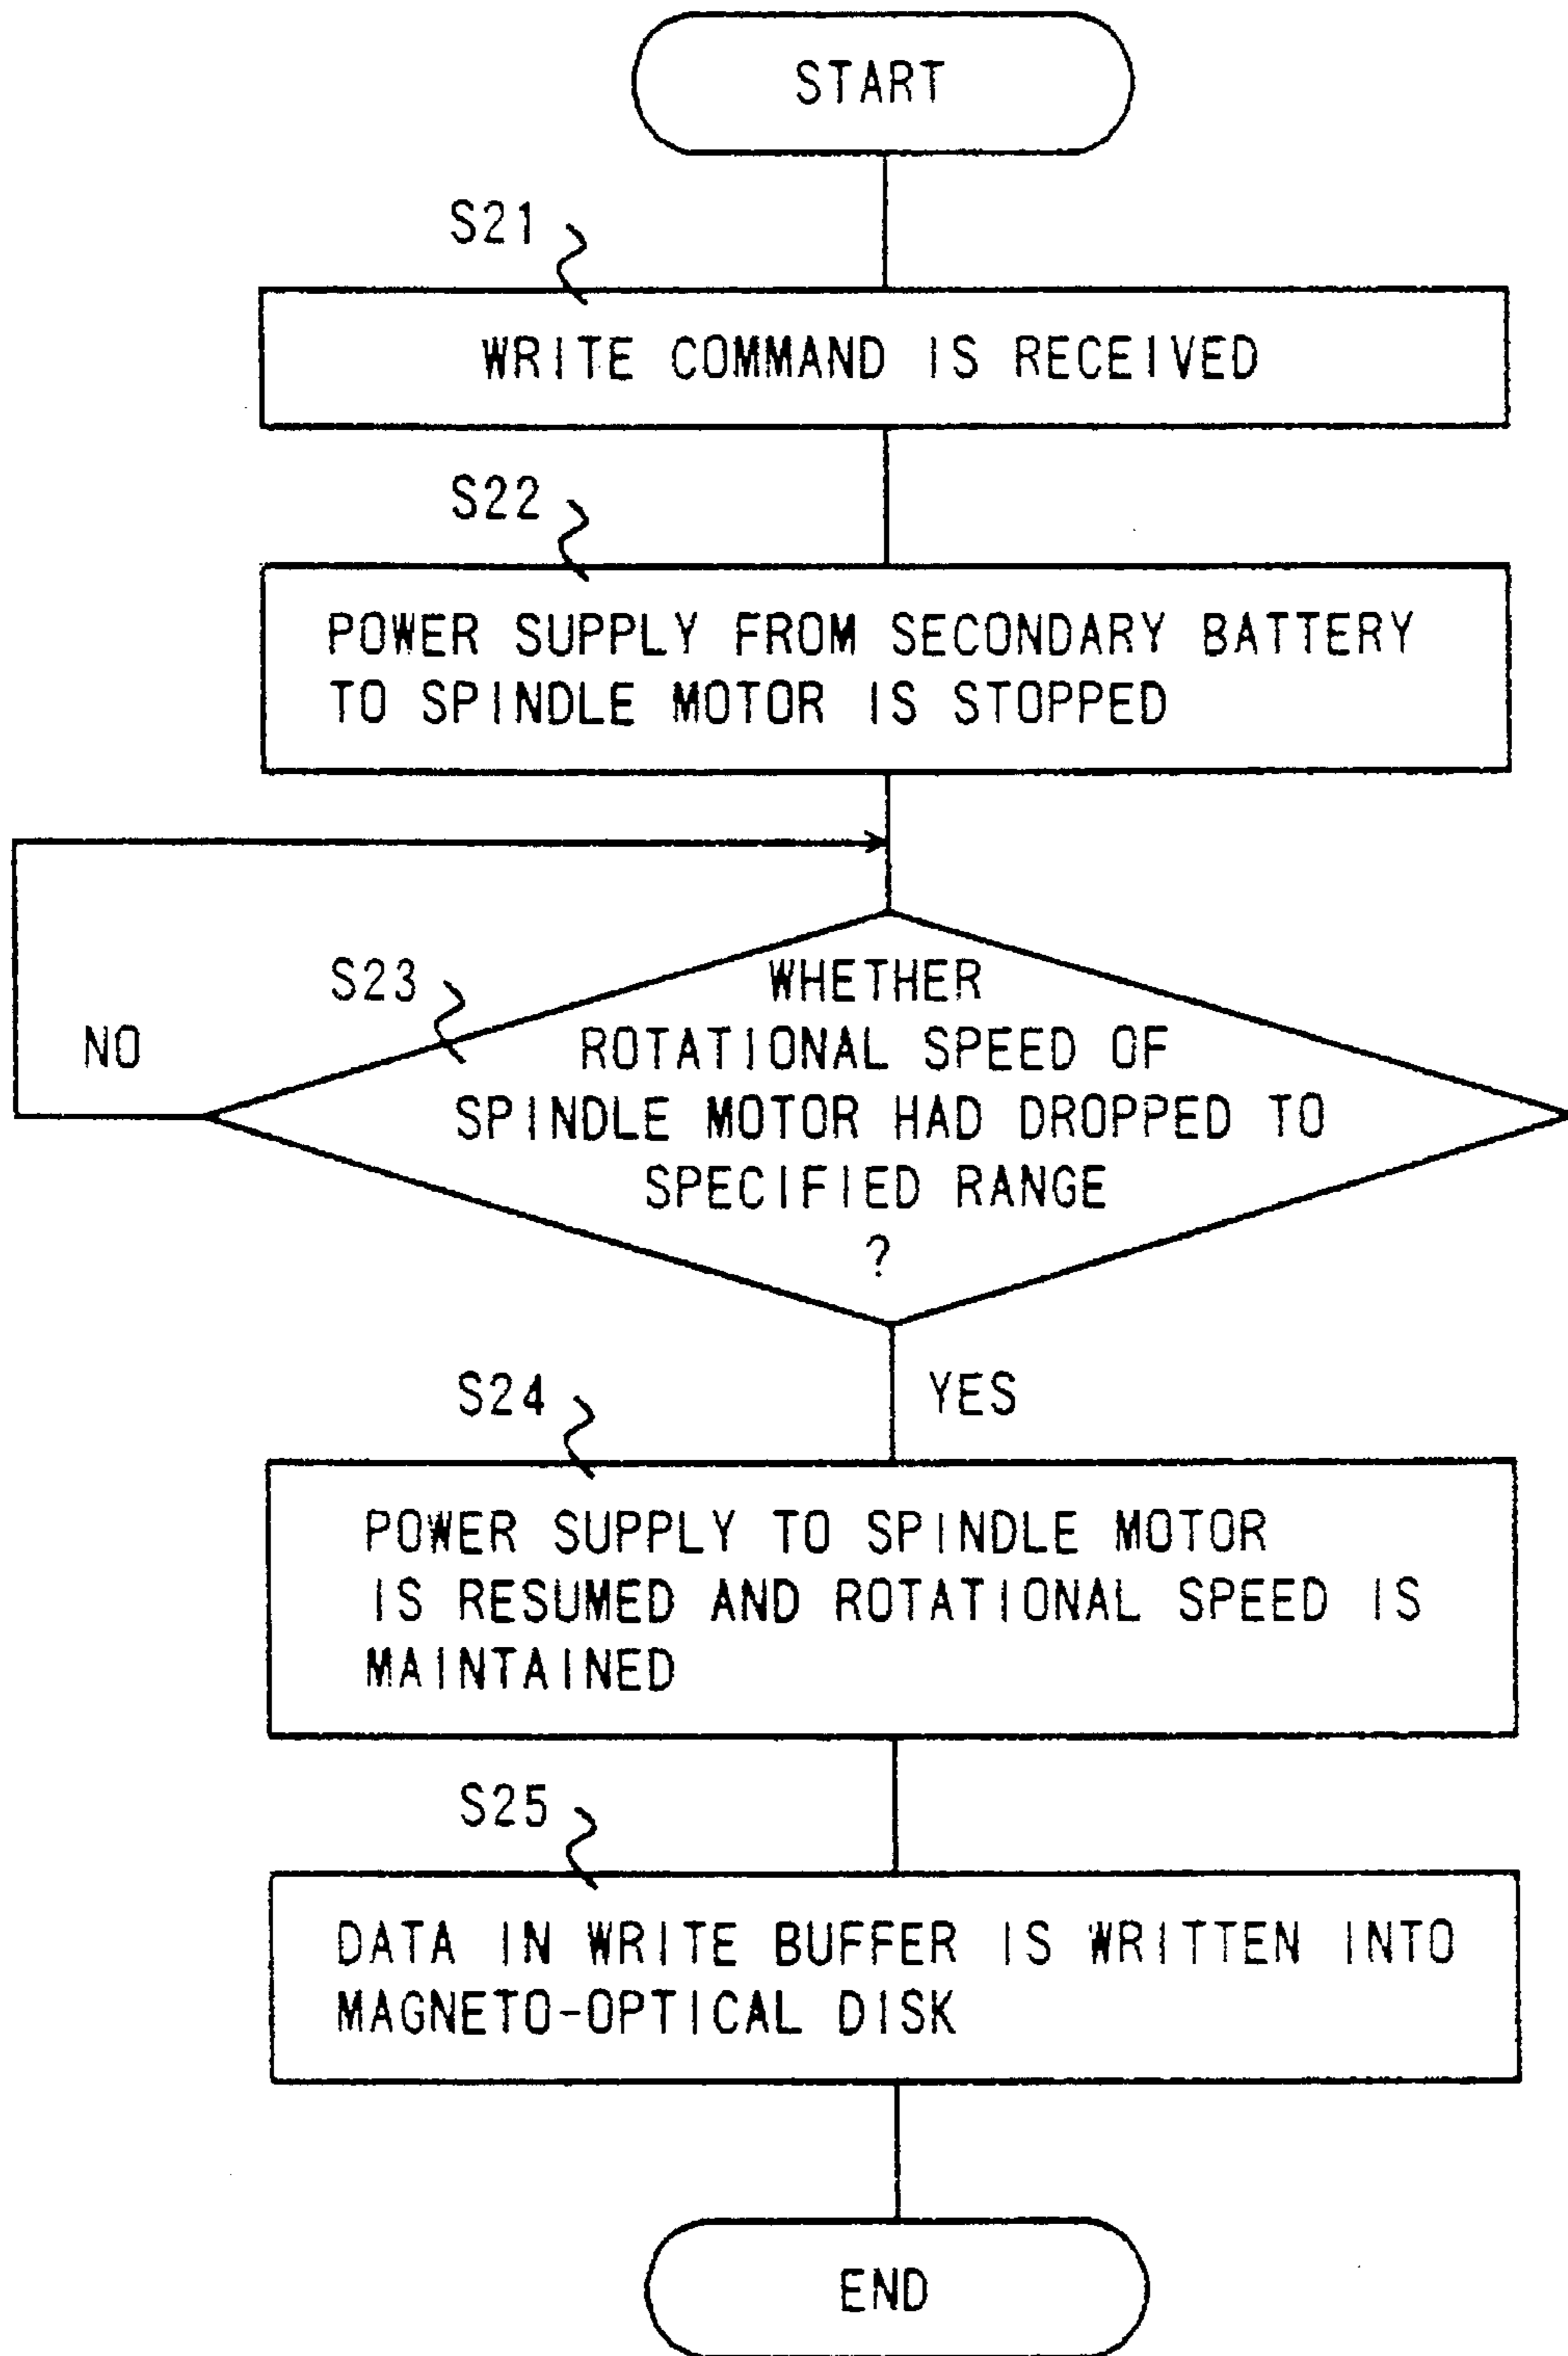 START
S21
WRITE COMMAND IS RECEIVED
S22
POWER SUPPLY FROM SECONDARY BATTERY
TO SPINDLE MOTOR IS STOPPED
S23
WHETHER
NO
ROTATIONAL SPEED OF
SPINDLE MOTOR HAD DROPPED TO
SPECIFIED RANGE
?
S24
YES
POWER SUPPLY TO SPINDLE MOTOR
IS RESUMED AND ROTATIONAL SPEED IS
MAINTAINED
S25
DATA IN WRITE BUFFER IS WRITTEN INTO
MAGNETO-OPTICAL DISK
END